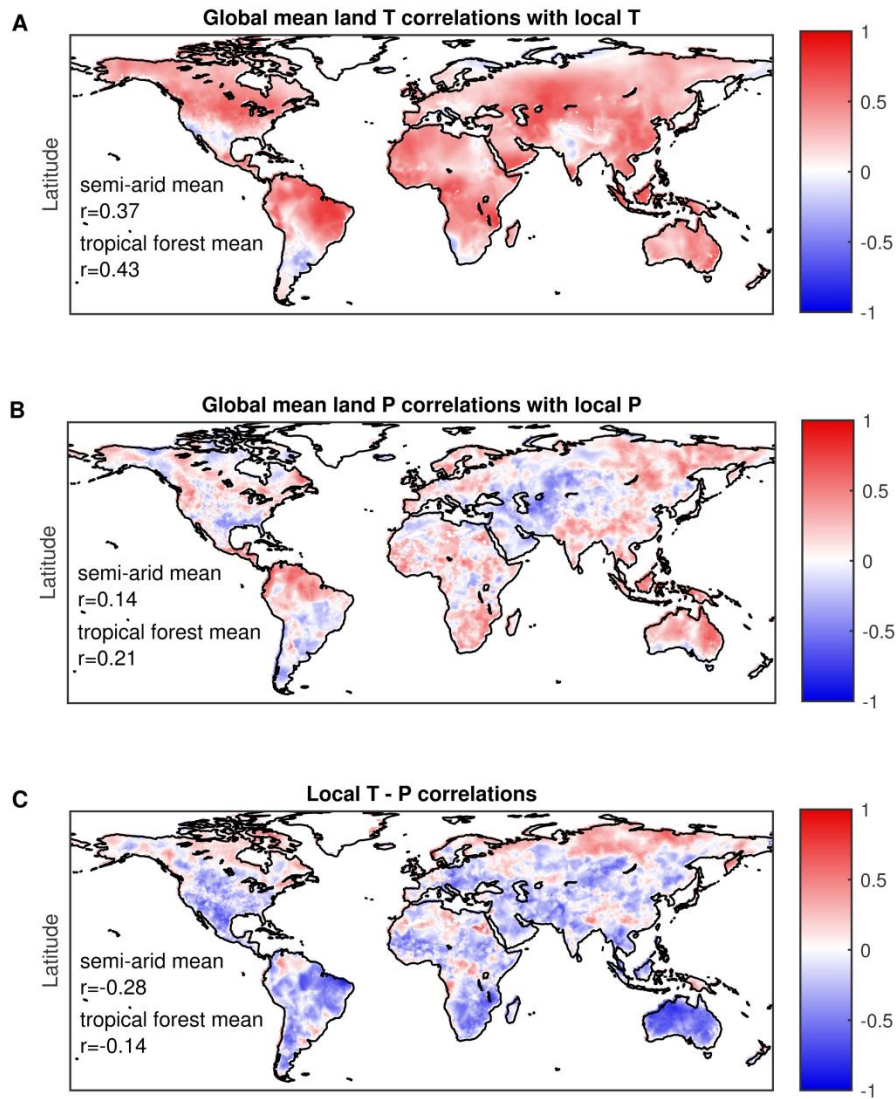 A
Global mean land T correlations with local T
Latitude
semi-arid mean
r=0.37
tropical forest mean
r=0.43
1
0.5
0
-0.5
-1
B
Global mean land P correlations with local P
Latitude
semi-arid mean
r=0.14
tropical forest mean
r=0.21
1
0.5
0
-0.5
-1
C
Local T - P correlations
Latitude
semi-arid mean
r=-0.28
tropical forest mean
r=-0.14
1
0.5
0
-0.5
-1